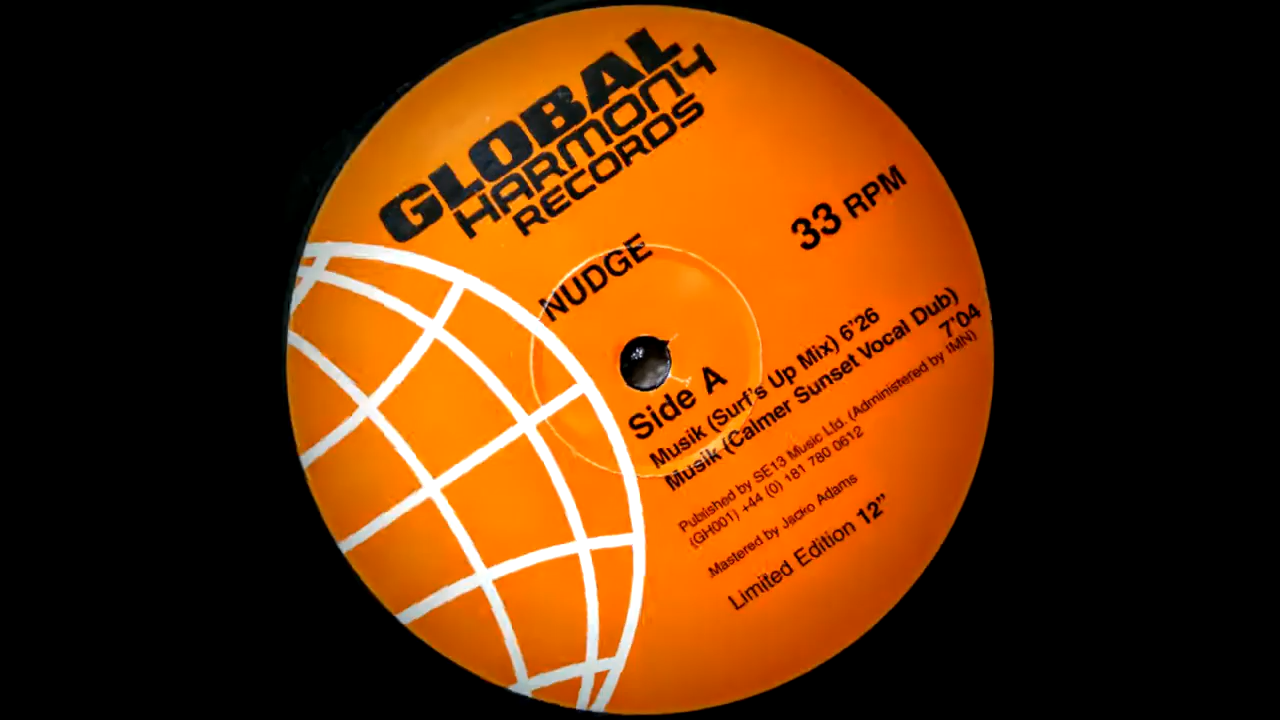 GLOBAL
HARMONY
RECORDS
33 RPM
NUDGE
Side A
Musik (Surf's Up Mix) 6'26
Musik (Calmer Sunset Vocal Dub)
7'04
Published by SE13 Music Ltd. (Administered by IMN)
(GH001) +44 (0) 181 780 0612
Mastered by Jacko Adams
Limited Edition 12"